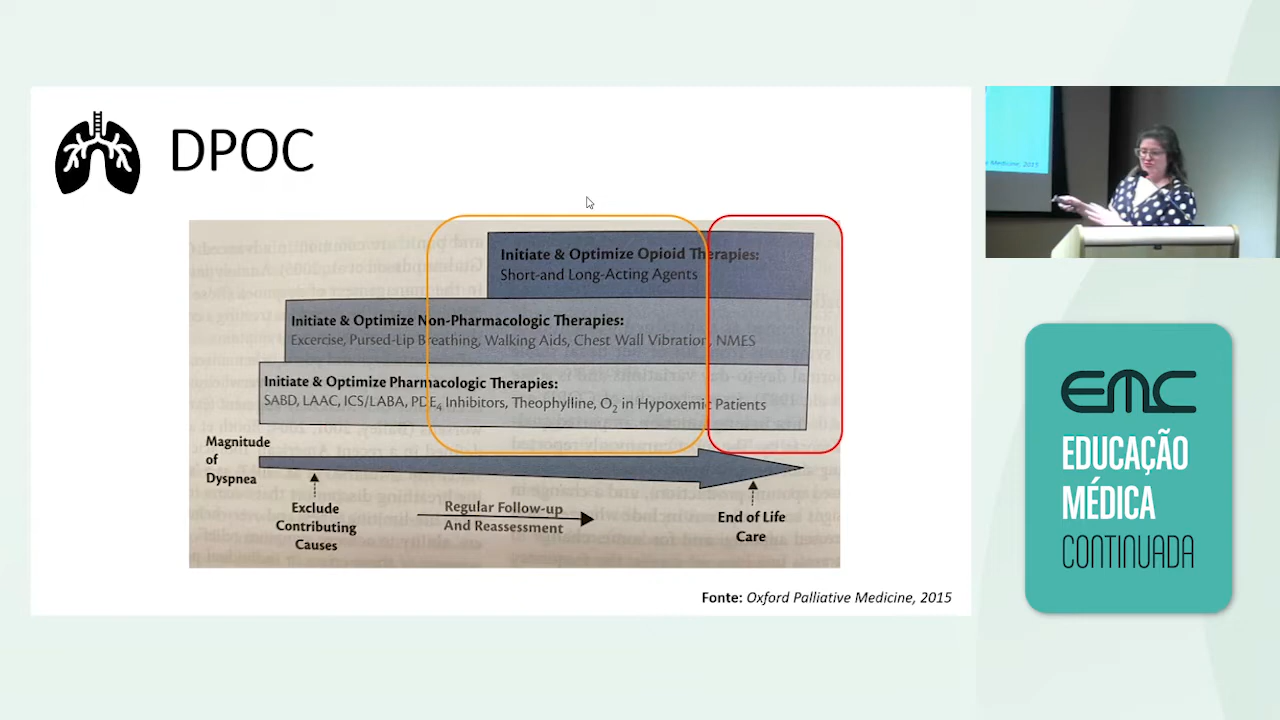 DPOC
Initiate & Optimize Opioid Therapies:
Short-and Long-Acting Agents
Initiate & Optimize Non-Pharmacologic Therapies:
Excercise, Pursed-Lip Breathing, Walking Aids, Chest Wall Vibration, NMES
Initiate & Optimize Pharmacologic Therapies:
SABD, LAAC, ICS/LABA, PDE4 Inhibitors, Theophylline, O2 in Hypoxemic Patients
Magnitude
of
Dyspnea
Exclude
Contributing
Causes
Regular Follow-up
And Reassessment
End of Life
Care
Fonte: Oxford Palliative Medicine, 2015
Medicine, 2015
EMC
EDUCAÇÃO
MÉDICA
CONTINUADA